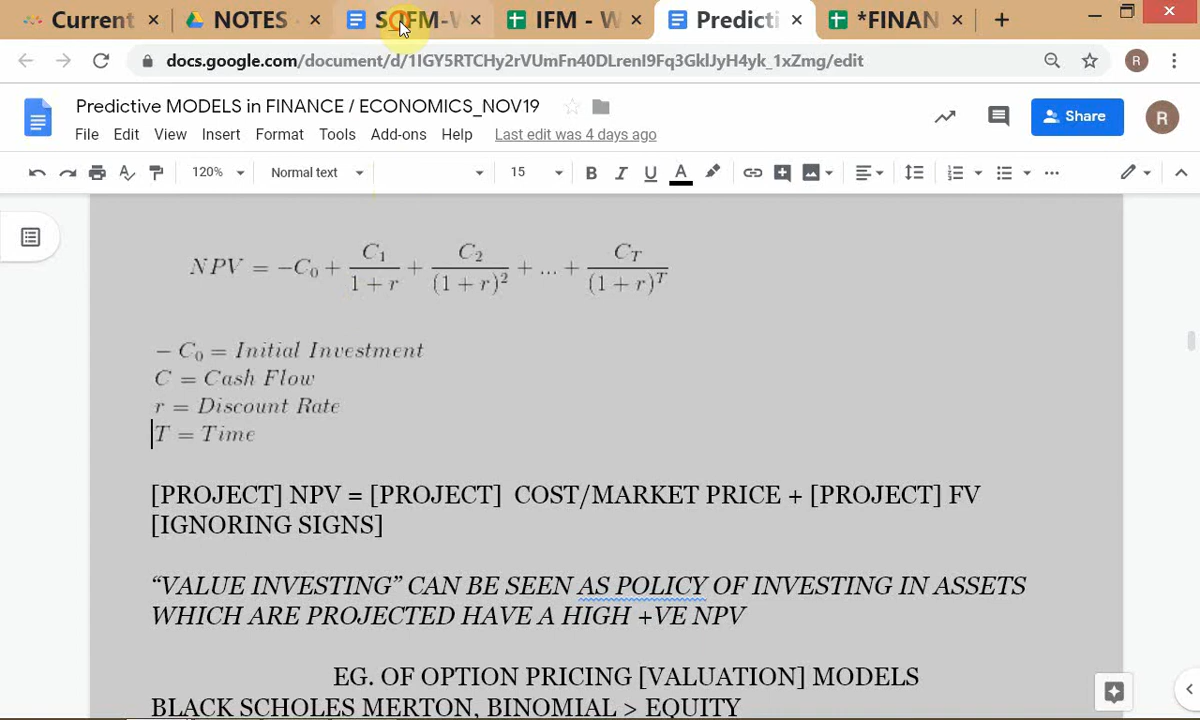 Current
NOTES
SQFM-W
IFM - W
Predicti
*FINAN
docs.google.com/document/d/1IGY5RTCHy2rVUmFn40DLrenI9Fq3GklJyH4yk_1xZmg/edit
R
Predictive MODELS in FINANCE / ECONOMICS_NOV19
File Edit View Insert Format Tools Add-ons Help Last edit was 4 days ago
Share
R
120% Normal text 15 B I U A
NPV = −C₀ + C₁/(1 + r) + C₂/(1 + r)² + ... + C_T/(1 + r)^T
− C₀ = Initial Investment
C = Cash Flow
r = Discount Rate
T = Time
[PROJECT] NPV = [PROJECT] COST/MARKET PRICE + [PROJECT] FV
[IGNORING SIGNS]
“VALUE INVESTING” CAN BE SEEN AS POLICY OF INVESTING IN ASSETS
WHICH ARE PROJECTED HAVE A HIGH +VE NPV
EG. OF OPTION PRICING [VALUATION] MODELS
BLACK SCHOLES MERTON, BINOMIAL > EQUITY